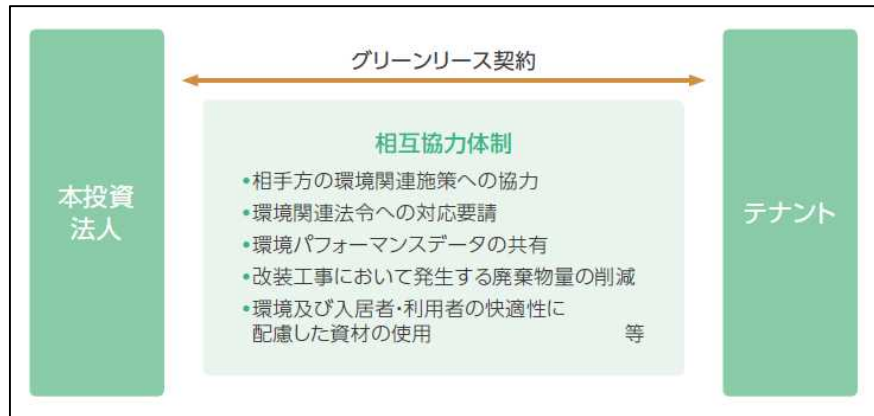 グリーンリース契約
本投資
法人
相互協力体制
•相手方の環境関連施策への協力
•環境関連法令への対応要請
•環境パフォーマンスデータの共有
•改装工事において発生する廃棄物量の削減
•環境及び入居者・利用者の快適性に
配慮した資材の使用 等
テナント